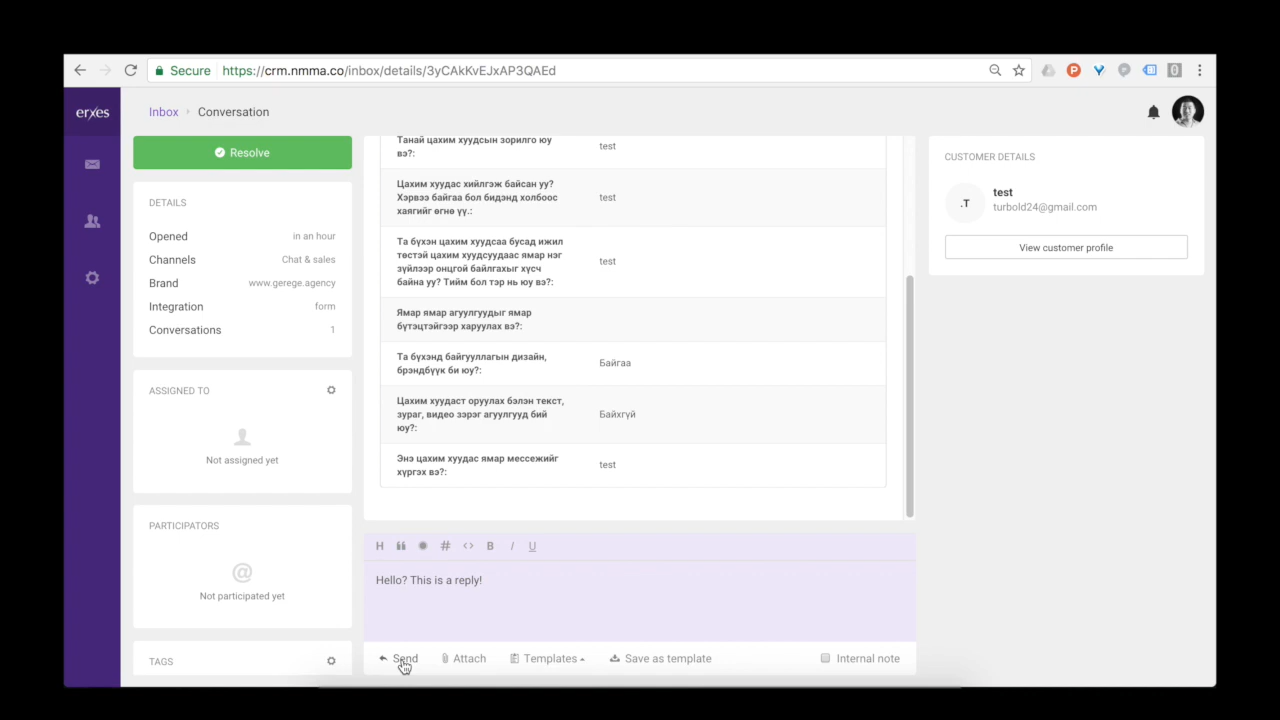 Secure
https://crm.nmma.co/inbox/details/3yCAkKvEJxAP3QAEd
erxes
Inbox
Conversation
Resolve
DETAILS
Opened
in an hour
Channels
Chat & sales
Brand
www.gerege.agency
Integration
form
Conversations
1
ASSIGNED TO
Not assigned yet
PARTICIPATORS
@
Not participated yet
TAGS
Танай цахим хуудсын зорилго юу
вэ?:
test
Цахим хуудас хийлгэж байсан уу?
Хэрвээ байгаа бол бидэнд холбоос
хаягийг өгнө үү.:
test
Та бүхэн цахим хуудсаа бусад ижил
төстэй цахим хуудсуудаас ямар нэг
зүйлээр онцгой байлгахыг хүсч
байна уу? Тийм бол тэр нь юу вэ?:
test
Ямар ямар агуулгуудыг ямар
бүтэцтэйгээр харуулах вэ?:
Та бүхэнд байгууллагын дизайн,
брэндбүүк би юу?:
Байгаа
Цахим хуудаст оруулах бэлэн текст,
зураг, видео зэрэг агуулгууд бий
юу?:
Байхгүй
Энэ цахим хуудас ямар мессежийг
хүргэх вэ?:
test
H
#
<>
B
I
U
Hello? This is a reply!
Send
Attach
Templates
Save as template
Internal note
CUSTOMER DETAILS
.T
test
turbold24@gmail.com
View customer profile